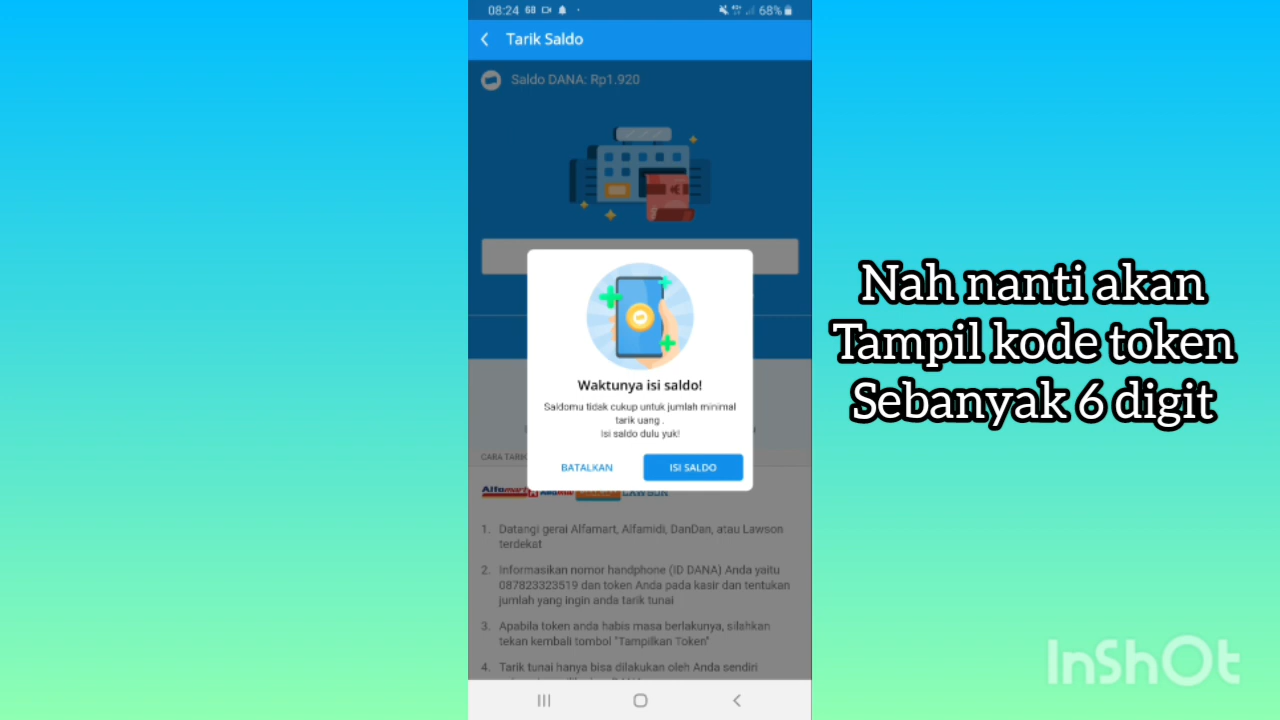 08:24
68%
Tarik Saldo
Saldo DANA: Rp1.920
Waktunya isi saldo!
Saldomu tidak cukup untuk jumlah minimal
tarik uang .
Isi saldo dulu yuk!
BATALKAN
ISI SALDO
CARA TARIK
Alfamart
1. Datangi gerai Alfamart, Alfamidi, DanDan, atau Lawson
terdekat
2. Informasikan nomor handphone (ID DANA) Anda yaitu
087823323519 dan token Anda pada kasir dan tentukan
jumlah yang ingin anda tarik tunai
3. Apabila token anda habis masa berlakunya, silahkan
tekan kembali tombol "Tampilkan Token"
4. Tarik tunai hanya bisa dilakukan oleh Anda sendiri
Nah nanti akan
Tampil kode token
Sebanyak 6 digit
InShOt